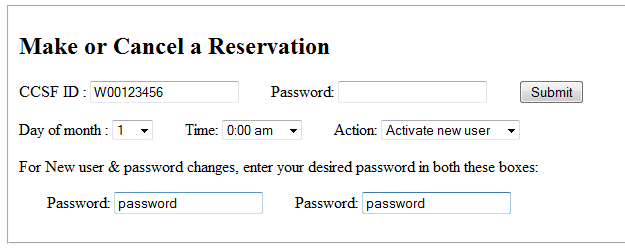 Make or Cancel a Reservation
CCSF ID : W00123456 Password: Submit
Day of month : 1 Time: 0:00 am Action: Activate new user
For New user & password changes, enter your desired password in both these boxes:
Password: password Password: password